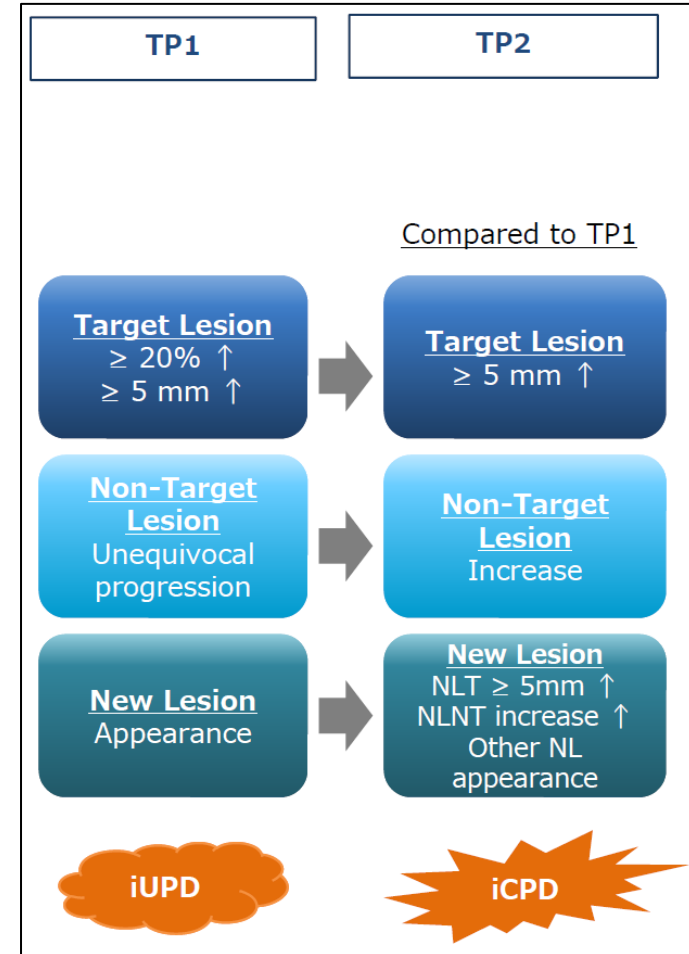 TP1
TP2
Compared to TP1
Target Lesion
≥ 20% ↑
≥ 5 mm ↑
Target Lesion
≥ 5 mm ↑
Non-Target
Lesion
Unequivocal
progression
Non-Target
Lesion
Increase
New Lesion
Appearance
New Lesion
NLT ≥ 5mm ↑
NLNT increase ↑
Other NL
appearance
iUPD
iCPD